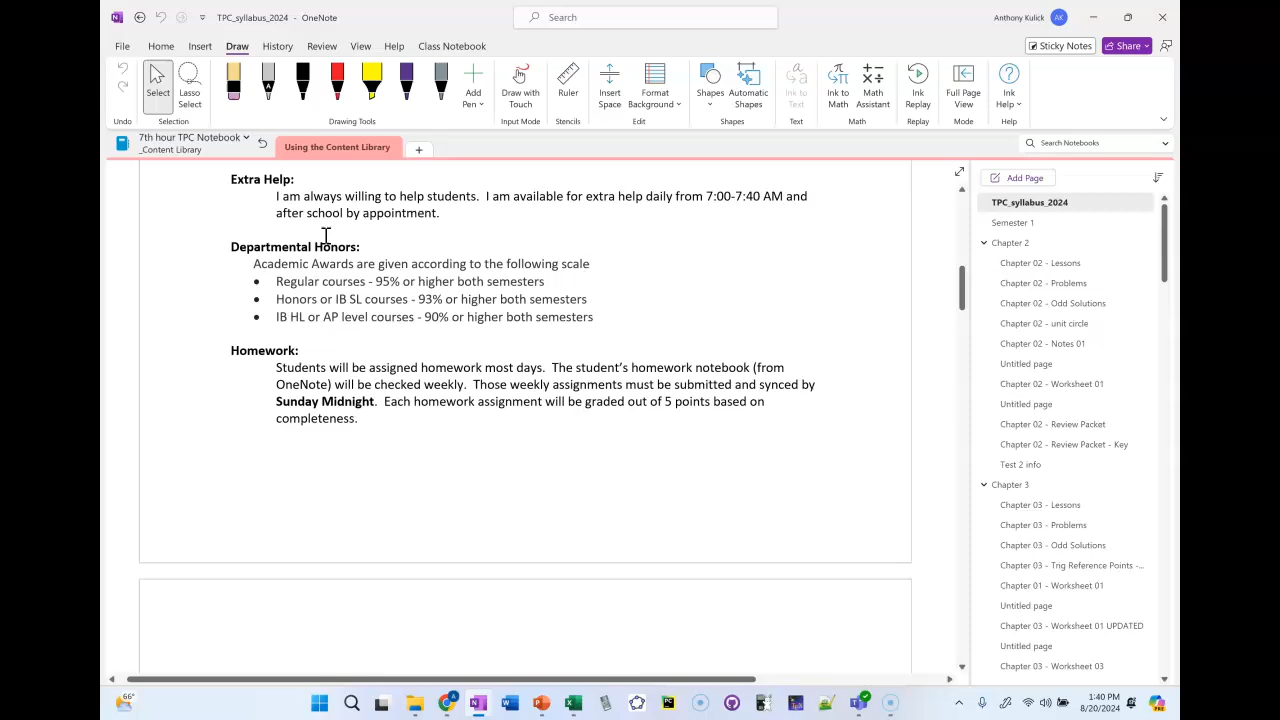 TPC_syllabus_2024 - OneNote
Search
Anthony Kulick
AK
File Home Insert Draw History Review View Help Class Notebook
Sticky Notes
Share
Select
Lasso Select
Add Pen
Draw with Touch
Ruler
Insert Space
Format Background
Shapes
Automatic Shapes
Ink to Text
Ink to Math
Math Assistant
Ink Replay
Full Page View
Ink Help
Undo
Selection
Drawing Tools
Input Mode
Stencils
Edit
Shapes
Text
Math
Replay
Mode
Help
7th hour TPC Notebook
_Content Library
Using the Content Library
Search Notebooks
Extra Help:
I am always willing to help students. I am available for extra help daily from 7:00-7:40 AM and
after school by appointment.
Departmental Honors:
Academic Awards are given according to the following scale
• Regular courses - 95% or higher both semesters
• Honors or IB SL courses - 93% or higher both semesters
• IB HL or AP level courses - 90% or higher both semesters
Homework:
Students will be assigned homework most days. The student’s homework notebook (from
OneNote) will be checked weekly. Those weekly assignments must be submitted and synced by
Sunday Midnight. Each homework assignment will be graded out of 5 points based on
completeness.
Add Page
TPC_syllabus_2024
Semester 1
Chapter 2
Chapter 02 - Lessons
Chapter 02 - Problems
Chapter 02 - Odd Solutions
Chapter 02 - unit circle
Chapter 02 - Notes 01
Untitled page
Chapter 02 - Worksheet 01
Untitled page
Chapter 02 - Review Packet
Chapter 02 - Review Packet - Key
Test 2 info
Chapter 3
Chapter 03 - Lessons
Chapter 03 - Problems
Chapter 03 - Odd Solutions
Chapter 03 - Trig Reference Points -...
Chapter 01 - Worksheet 01
Untitled page
Chapter 03 - Worksheet 01 UPDATED
Untitled page
Chapter 03 - Worksheet 03
66°
1:40 PM
8/20/2024